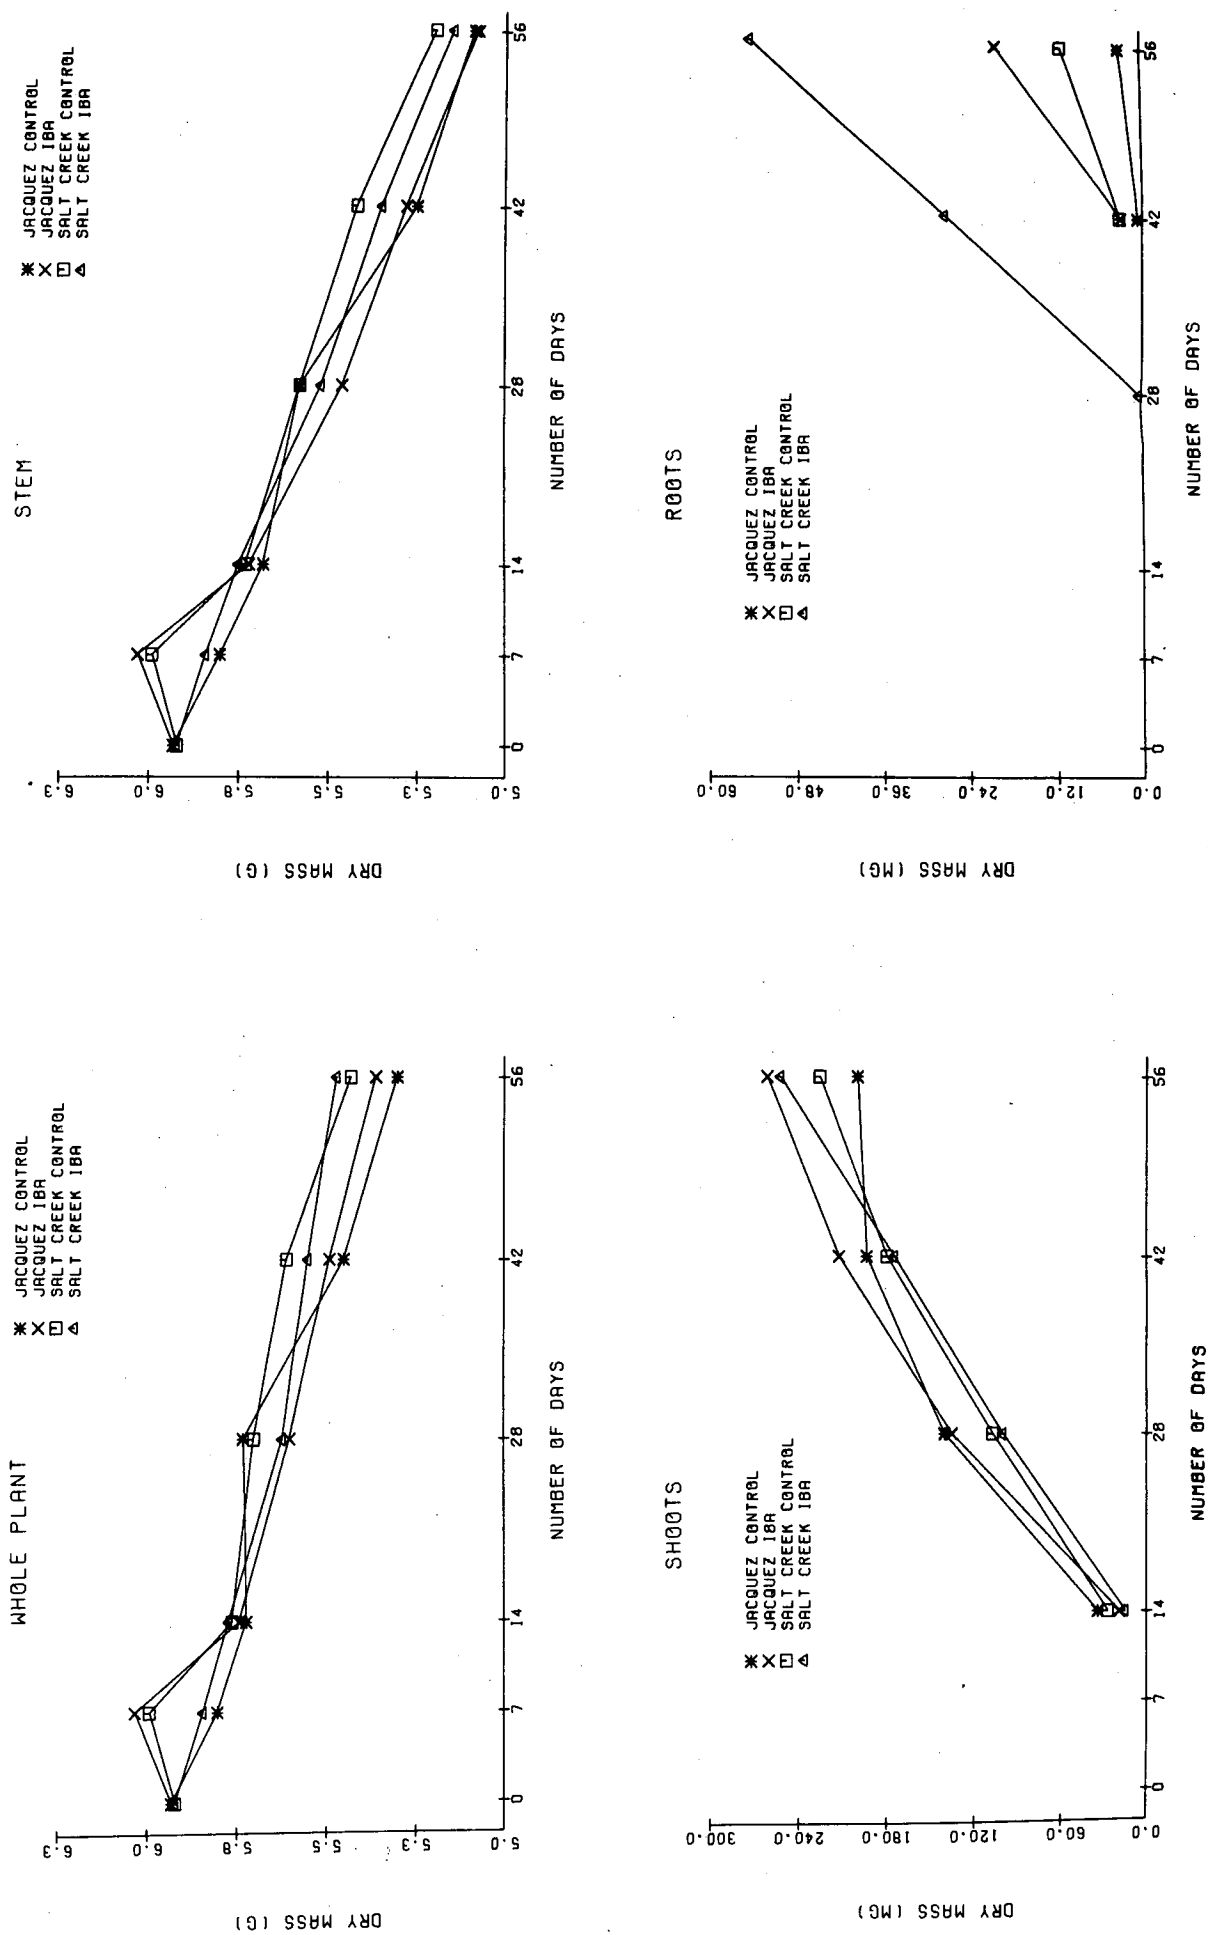 WHOLE PLANT
JACQUEZ CONTROL
JACQUEZ IBA
SALT CREEK CONTROL
SALT CREEK IBA
DRY MASS (G)
6.3
6.0
5.8
5.5
5.3
5.0
0
7
14
28
42
56
NUMBER OF DAYS
STEM
JACQUEZ CONTROL
JACQUEZ IBA
SALT CREEK CONTROL
SALT CREEK IBA
DRY MASS (G)
6.3
6.0
5.8
5.5
5.3
5.0
0
7
14
28
42
56
NUMBER OF DAYS
SHOOTS
JACQUEZ CONTROL
JACQUEZ IBA
SALT CREEK CONTROL
SALT CREEK IBA
DRY MASS (MG)
300.0
240.0
180.0
120.0
60.0
0.0
0
7
14
28
42
56
NUMBER OF DAYS
ROOTS
JACQUEZ CONTROL
JACQUEZ IBA
SALT CREEK CONTROL
SALT CREEK IBA
DRY MASS (MG)
60.0
48.0
36.0
24.0
12.0
0.0
0
7
14
28
42
56
NUMBER OF DAYS